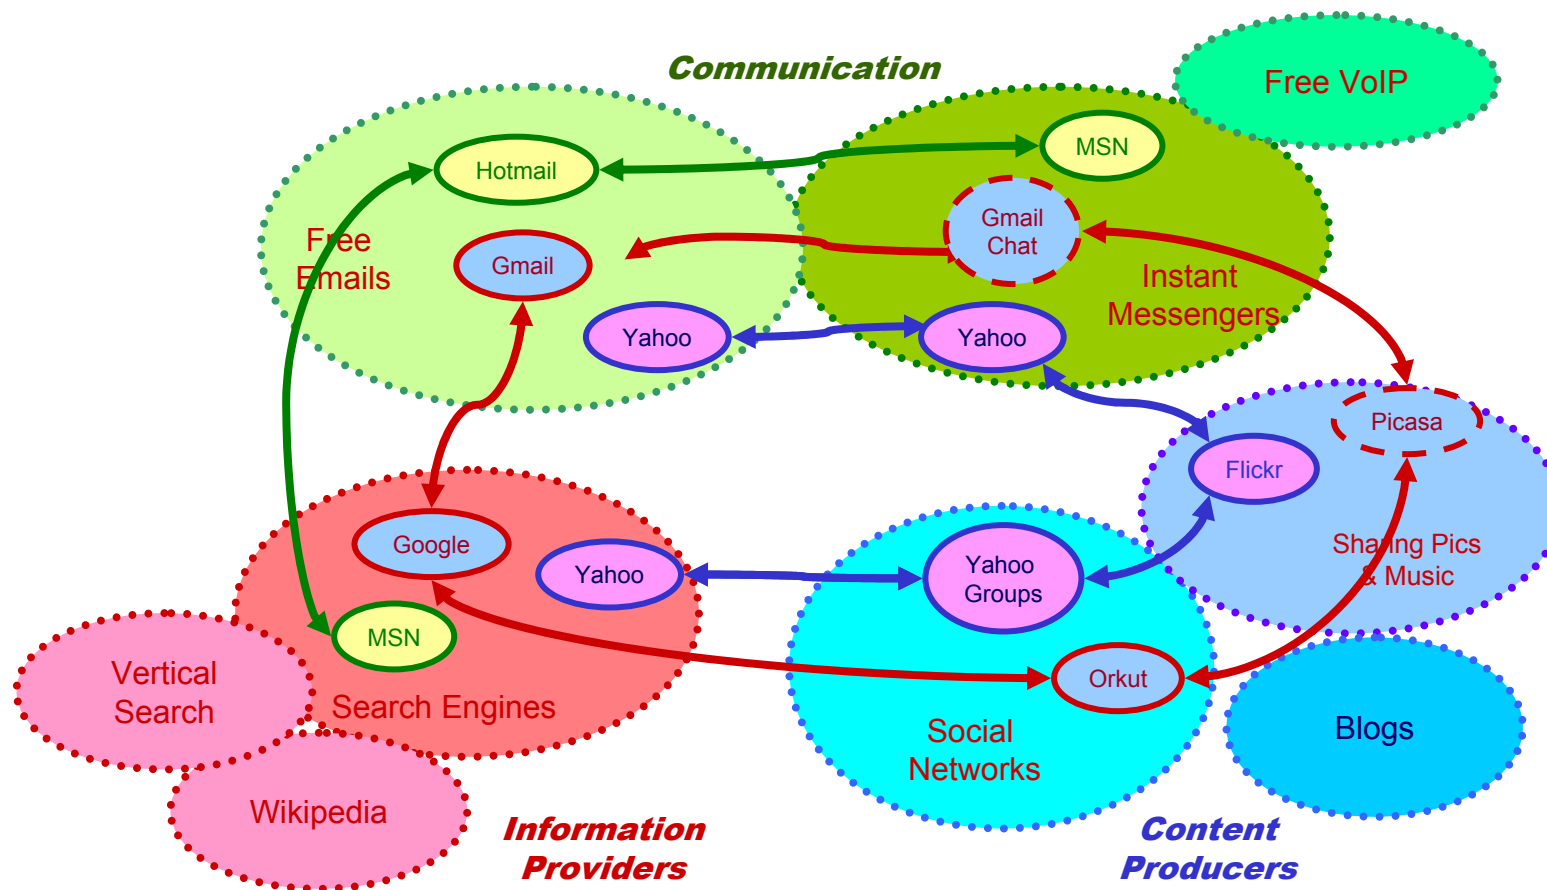 Communication
Free VoIP
Hotmail
MSN
Free
Emails
Gmail
Gmail
Chat
Instant
Messengers
Yahoo
Yahoo
Picasa
Flickr
Sharing Pics
& Music
Google
Yahoo
Yahoo
Groups
MSN
Orkut
Vertical
Search
Search Engines
Social
Networks
Blogs
Wikipedia
Information
Providers
Content
Producers